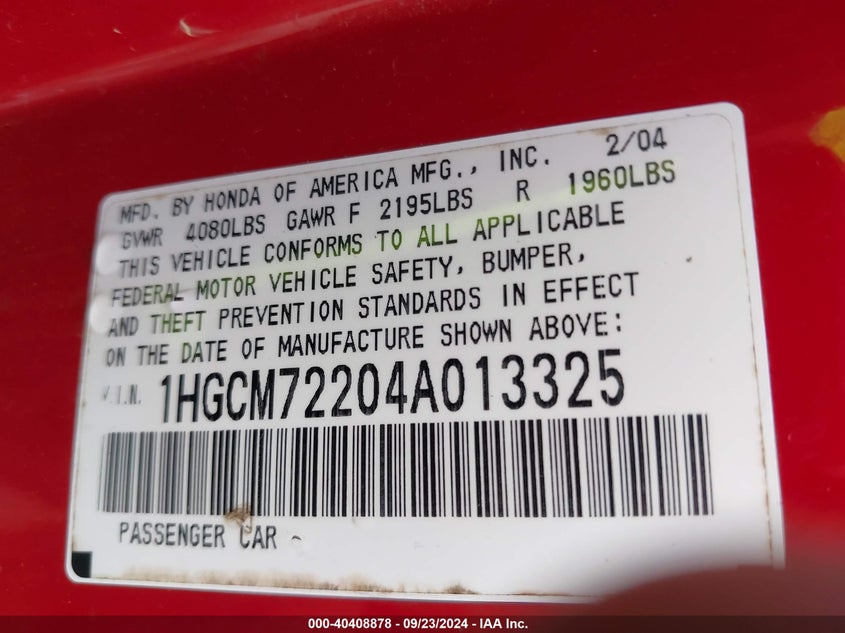 MFD. BY HONDA OF AMERICA MFG., INC. 2/04
GVWR 4080LBS GAWR F 2195LBS R 1960LBS
THIS VEHICLE CONFORMS TO ALL APPLICABLE
FEDERAL MOTOR VEHICLE SAFETY, BUMPER,
AND THEFT PREVENTION STANDARDS IN EFFECT
ON THE DATE OF MANUFACTURE SHOWN ABOVE:
V.I.N. 1HGCM72204A013325
PASSENGER CAR
000-40408878 - 09/23/2024 - IAA Inc.